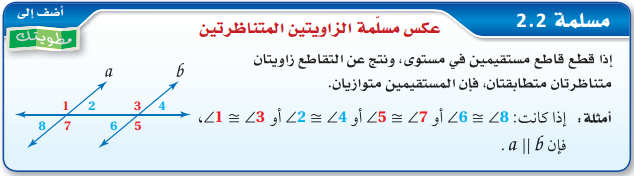 أضف إلى
مطويتك
مسلمة 2.2
عكس مسلّمة الزاويتين المتناظرتين
إذا قطع قاطع مستقيمين في مستوى، ونتج عن التقاطع زاويتان
متناظرتان متطابقتان، فإن المستقيمين متوازيان.
أمثلة: إذا كانت: ∠6 ≅ ∠8 أو ∠5 ≅ ∠7 أو ∠2 ≅ ∠4 أو ∠1 ≅ ∠3،
فإن a || b .
a b
1 2 3 4
8 7 6 5